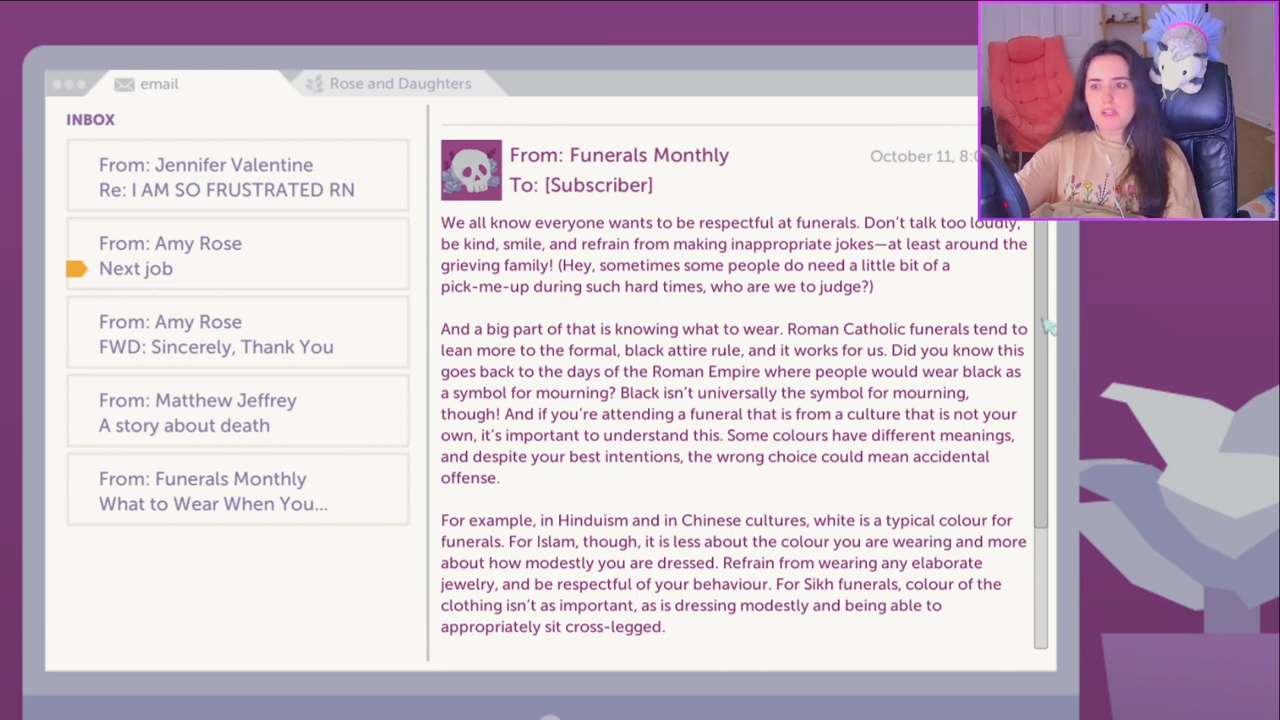 email
Rose and Daughters
INBOX
From: Jennifer Valentine
Re: I AM SO FRUSTRATED RN
From: Amy Rose
Next job
From: Amy Rose
FWD: Sincerely, Thank You
From: Matthew Jeffrey
A story about death
From: Funerals Monthly
What to Wear When You...
From: Funerals Monthly
October 11,
To: [Subscriber]
We all know everyone wants to be respectful at funerals. Don't talk too loudly,
be kind, smile, and refrain from making inappropriate jokes—at least around the
grieving family! (Hey, sometimes some people do need a little bit of a
pick-me-up during such hard times, who are we to judge?)
And a big part of that is knowing what to wear. Roman Catholic funerals tend to
lean more to the formal, black attire rule, and it works for us. Did you know this
goes back to the days of the Roman Empire where people would wear black as
a symbol for mourning? Black isn't universally the symbol for mourning,
though! And if you're attending a funeral that is from a culture that is not your
own, it's important to understand this. Some colours have different meanings,
and despite your best intentions, the wrong choice could mean accidental
offense.
For example, in Hinduism and in Chinese cultures, white is a typical colour for
funerals. For Islam, though, it is less about the colour you are wearing and more
about how modestly you are dressed. Refrain from wearing any elaborate
jewelry, and be respectful of your behaviour. For Sikh funerals, colour of the
clothing isn't as important, as is dressing modestly and being able to
appropriately sit cross-legged.